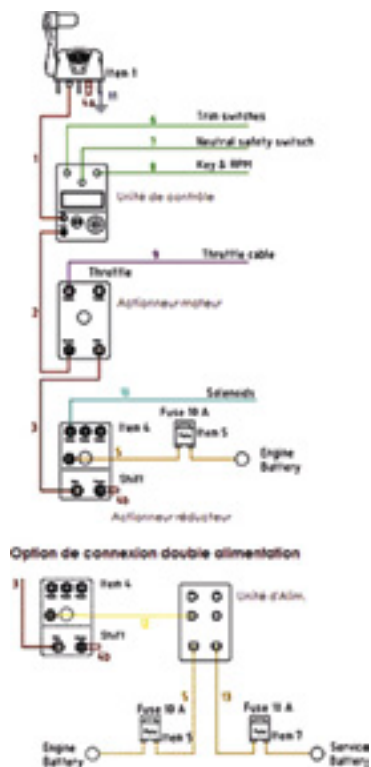 Item 1
4A
11
6 Trim switches
1
7 Neutral safety switsch
8 Key & RPM
Unité de contrôle
9 Throttle cable
Throttle
2
Actionneur moteur
Solenoids
Fuse 10 A
3
Item 4
5
Item 5
Engine
Battery
Shift
4b
Actionneur réducteur
Option de connexion double alimentation
3
Item 4
Unité d'Alim.
12
Shift
4b
5
13
Fuse 10 A
Fuse 10 A
Item 5
Item 7
Engine
Battery
Service
Battery